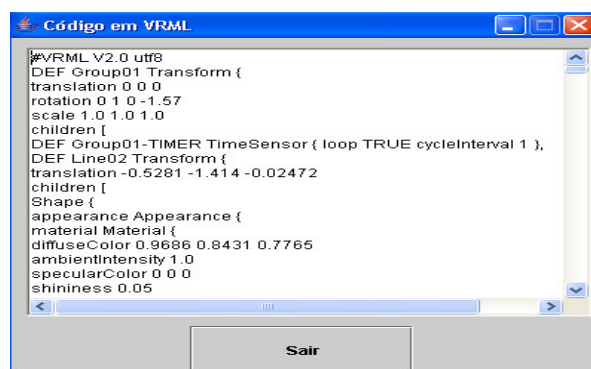 Código em VRML
#VRML V2.0 utf8
DEF Group01 Transform {
translation 0 0 0
rotation 0 1 0 -1.57
scale 1.0 1.0 1.0
children [
DEF Group01-TIMER TimeSensor { loop TRUE cycleInterval 1 },
DEF Line02 Transform {
translation -0.5281 -1.414 -0.02472
children [
Shape {
appearance Appearance {
material Material {
diffuseColor 0.9686 0.8431 0.7765
ambientIntensity 1.0
specularColor 0 0 0
shininess 0.05
Sair